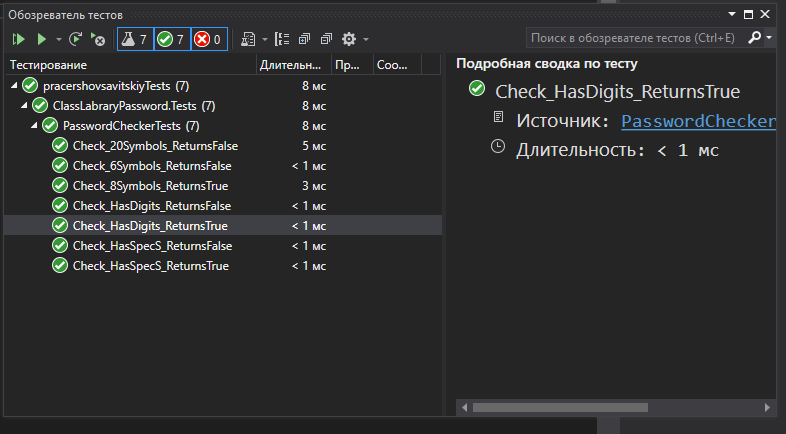 Обозреватель тестов
7 7 0
Поиск в обозревателе тестов (Ctrl+E)
Тестирование Длительн... Пр... Соо...
pracershovsavitskiyTests (7) 8 мс
ClassLabraryPassword.Tests (7) 8 мс
PasswordCheckerTests (7) 8 мс
Check_20Symbols_ReturnsFalse 5 мс
Check_6Symbols_ReturnsFalse < 1 мс
Check_8Symbols_ReturnsTrue 3 мс
Check_HasDigits_ReturnsFalse < 1 мс
Check_HasDigits_ReturnsTrue < 1 мс
Check_HasSpecS_ReturnsFalse < 1 мс
Check_HasSpecS_ReturnsTrue < 1 мс
Подробная сводка по тесту
Check_HasDigits_ReturnsTrue
Источник: PasswordChecker
Длительность: < 1 мс